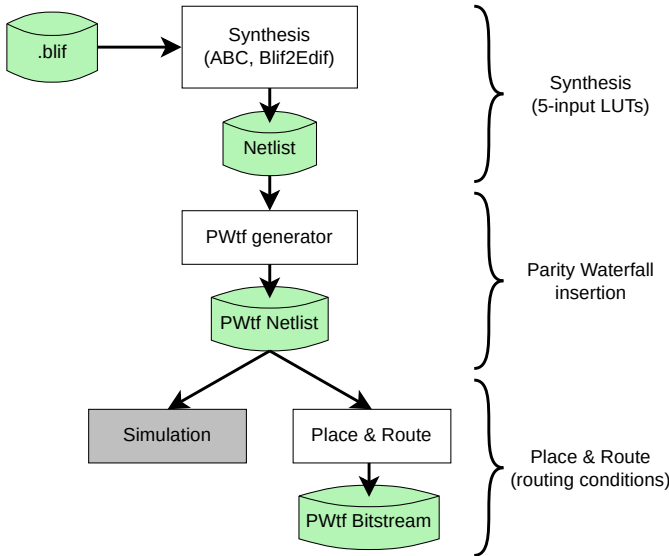 .blif
Synthesis
(ABC, Blif2Edif)
Synthesis
(5-input LUTs)
Netlist
PWtf generator
Parity Waterfall
insertion
PWtf Netlist
Simulation
Place & Route
Place & Route
(routing conditions)
PWtf Bitstream